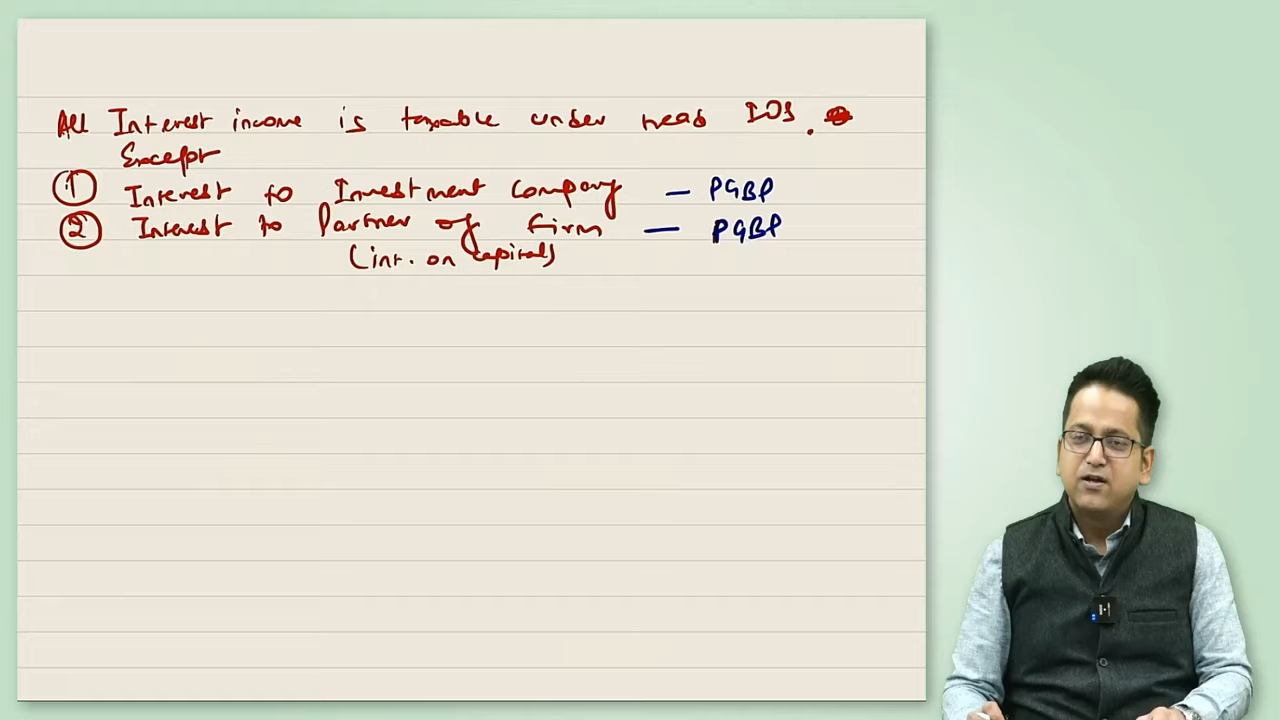 All Interest income is taxable under head IOS.
Except
① Interest to Investment company — PGBP
② Interest to Partner of firm — PGBP
(int. on capital)